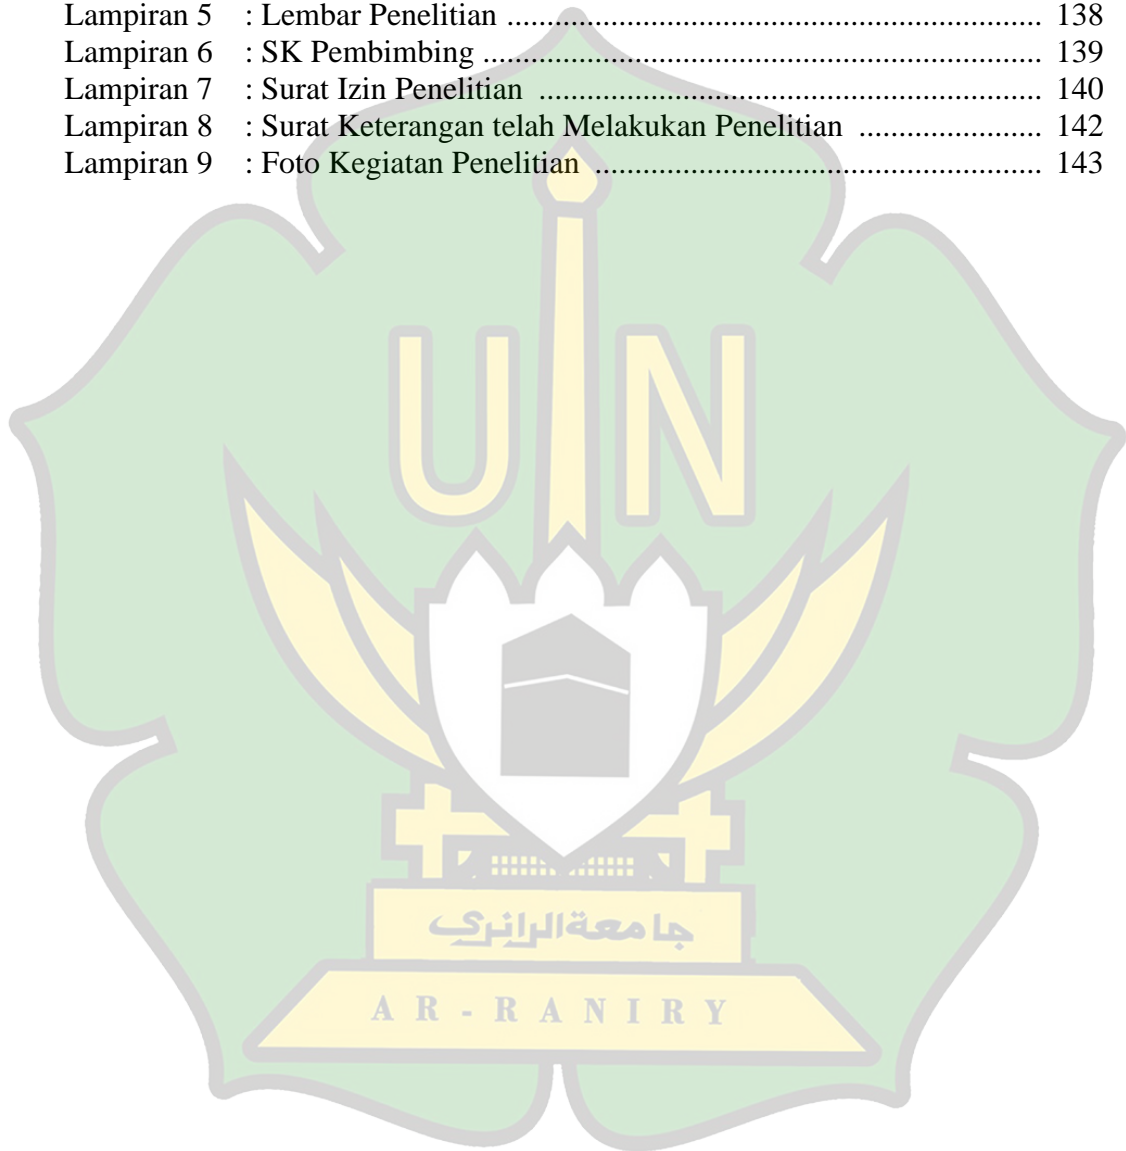 Lampiran 5 : Lembar Penelitian .................................................................... 138
Lampiran 6 : SK Pembimbing ....................................................................... 139
Lampiran 7 : Surat Izin Penelitian ................................................................ 140
Lampiran 8 : Surat Keterangan telah Melakukan Penelitian ....................... 142
Lampiran 9 : Foto Kegiatan Penelitian ......................................................... 143
UIN
جامعة الرانري
AR-RANIRY